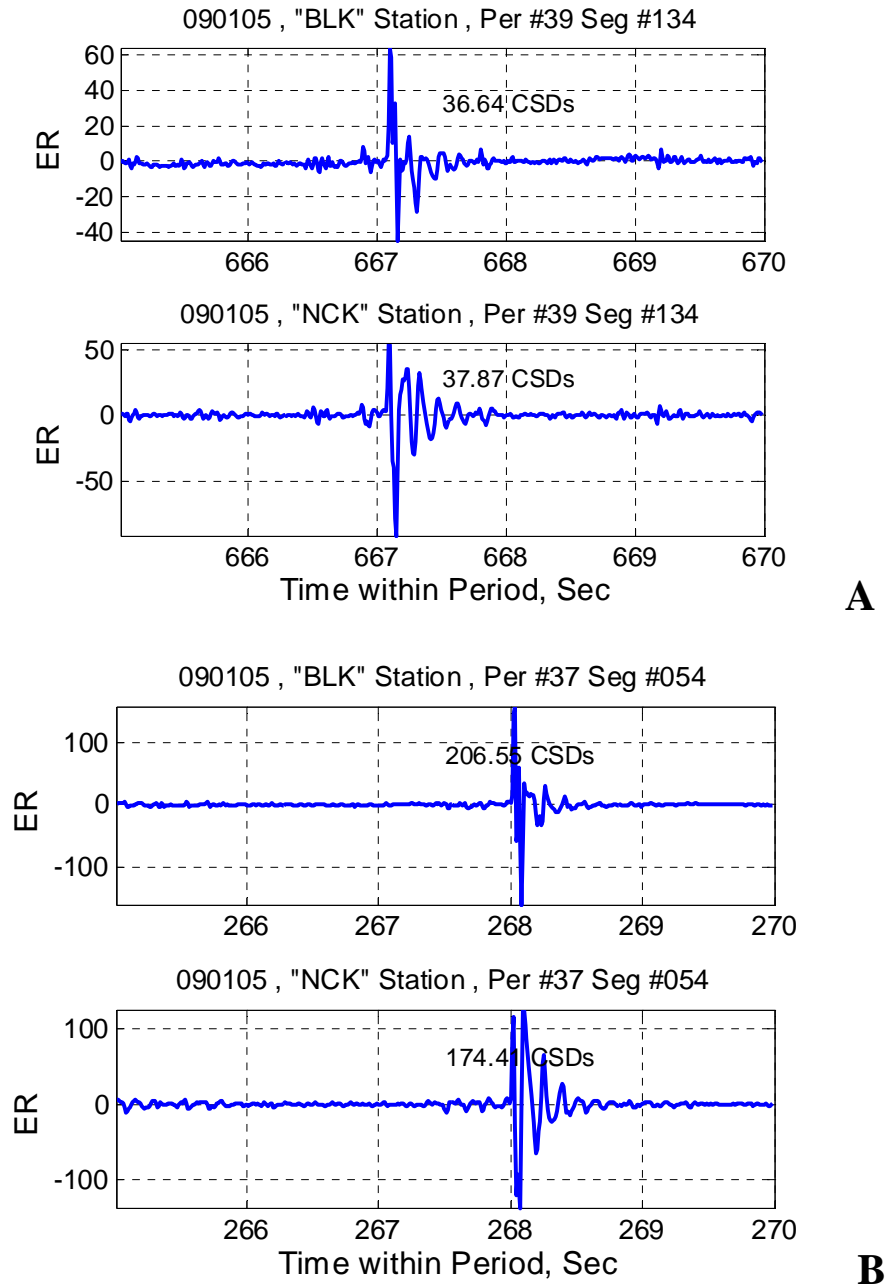 090105 , "BLK" Station , Per #39 Seg #134
60
40
20
0
-20
-40
ER
36.64 CSDs
666 667 668 669 670
090105 , "NCK" Station , Per #39 Seg #134
50
0
-50
ER
37.87 CSDs
666 667 668 669 670
Time within Period, Sec
A
090105 , "BLK" Station , Per #37 Seg #054
100
0
-100
ER
206.55 CSDs
266 267 268 269 270
090105 , "NCK" Station , Per #37 Seg #054
100
0
-100
ER
174.41 CSDs
266 267 268 269 270
Time within Period, Sec
B